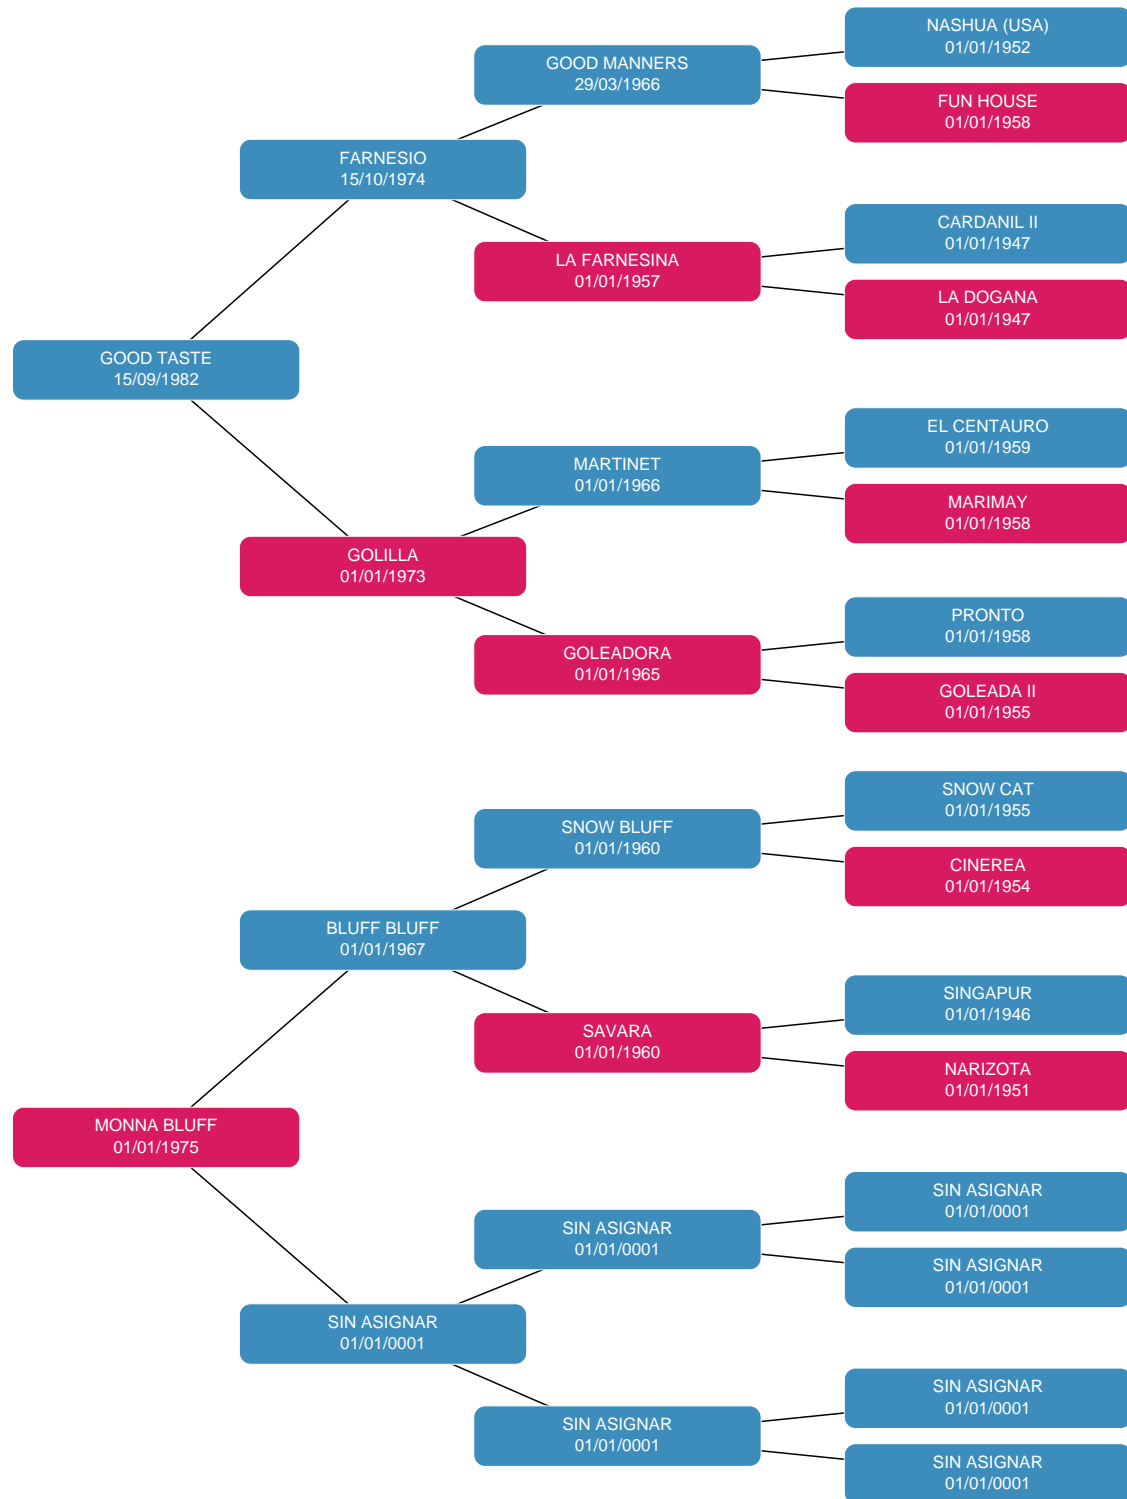 NASHUA (USA)
01/01/1952
GOOD MANNERS
29/03/1966
FUN HOUSE
01/01/1958
FARNESIO
15/10/1974
CARDANIL II
01/01/1947
LA FARNESINA
01/01/1957
LA DOGANA
01/01/1947
GOOD TASTE
15/09/1982
EL CENTAURO
01/01/1959
MARTINET
01/01/1966
MARIMAY
01/01/1958
GOLILLA
01/01/1973
PRONTO
01/01/1958
GOLEADORA
01/01/1965
GOLEADA II
01/01/1955
SNOW CAT
01/01/1955
SNOW BLUFF
01/01/1960
CINEREA
01/01/1954
BLUFF BLUFF
01/01/1967
SINGAPUR
01/01/1946
SAVARA
01/01/1960
NARIZOTA
01/01/1951
MONNA BLUFF
01/01/1975
SIN ASIGNAR
01/01/0001
SIN ASIGNAR
01/01/0001
SIN ASIGNAR
01/01/0001
SIN ASIGNAR
01/01/0001
SIN ASIGNAR
01/01/0001
SIN ASIGNAR
01/01/0001
SIN ASIGNAR
01/01/0001